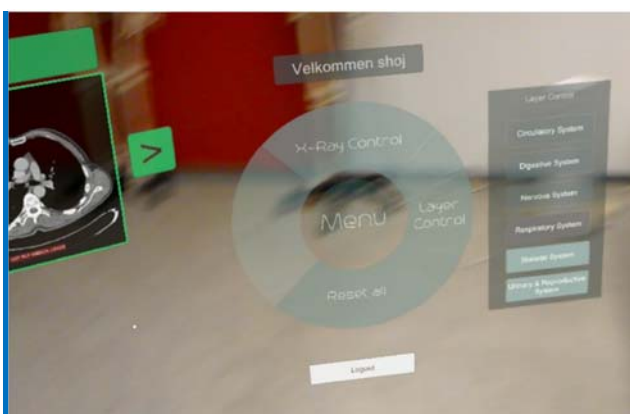 Velkommen shoj
>
X-Ray Control
Menu
Layer
Control
Reset all
Logout
Layer Control
Circulatory System
Digestive System
Nervous System
Respiratory System
System
Urinary & Reproductive
System